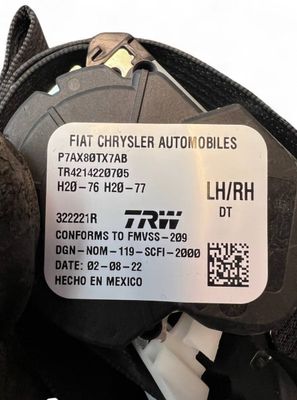 FIAT CHRYSLER AUTOMOBILES
P7AX80TX7AB
TR4214220705
H20-76 H20-77
LH/RH
DT
322221R
TRW
CONFORMS TO FMVSS-209
DGN-NOM-119-SCFI-2000
DATE: 02-08-22
HECHO EN MEXICO